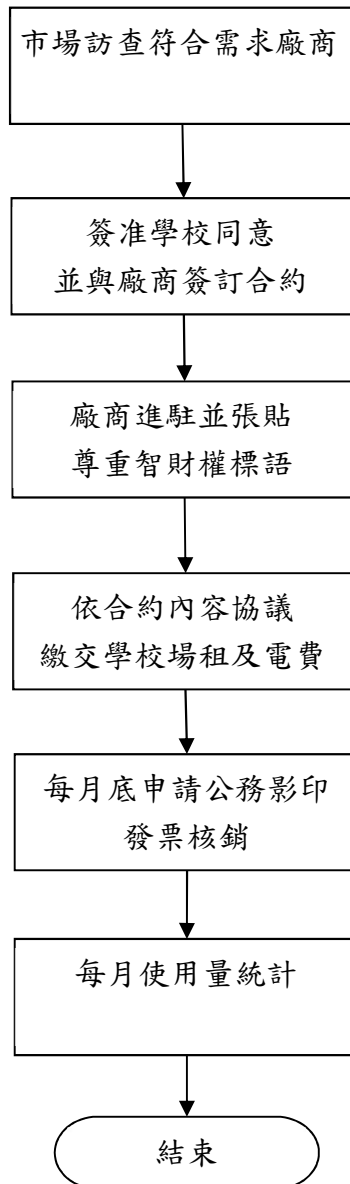 市場訪查符合需求廠商
簽准學校同意
並與廠商簽訂合約
廠商進駐並張貼
尊重智財權標語
依合約內容協議
繳交學校場租及電費
每月底申請公務影印
發票核銷
每月使用量統計
結束